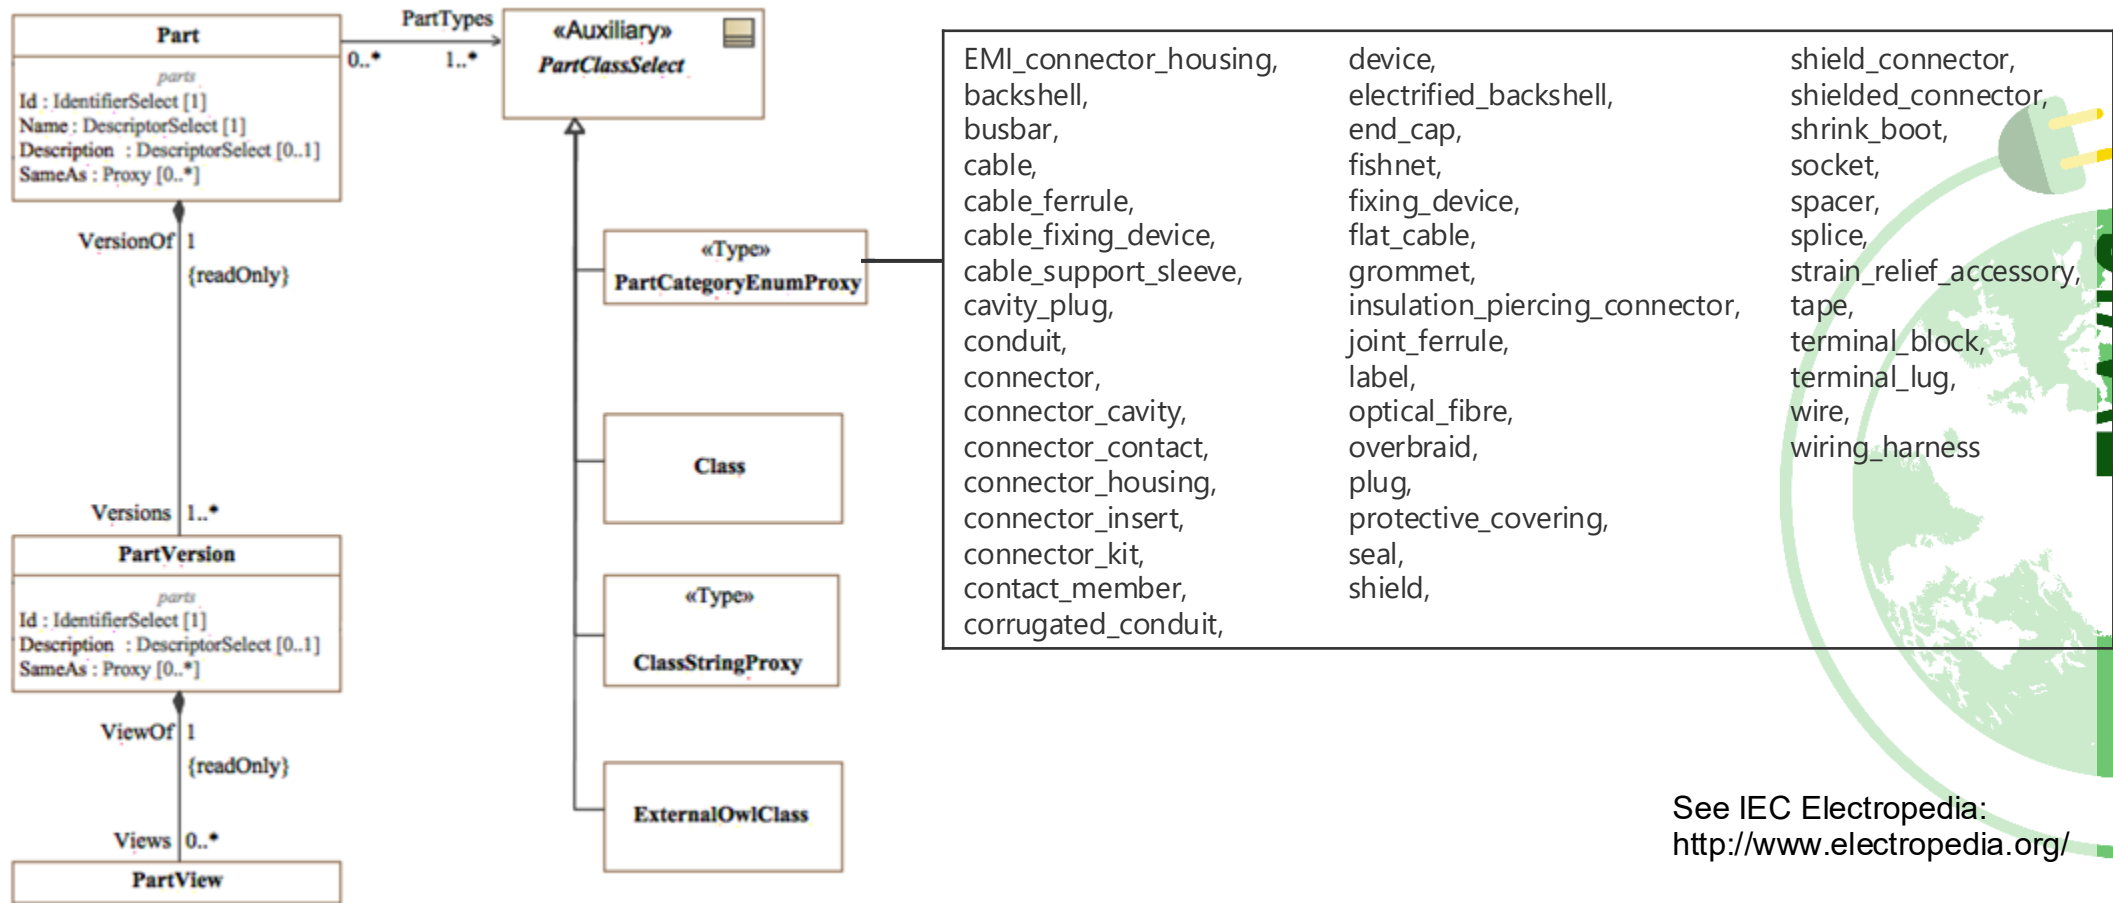 Part
parts
Id : IdentifierSelect [1]
Name : DescriptorSelect [1]
Description : DescriptorSelect [0..1]
SameAs : Proxy [0..*]
PartTypes
0..*
1..*
«Auxiliary»
PartClassSelect
VersionOf 1
{readOnly}
Versions 1..*
PartVersion
parts
Id : IdentifierSelect [1]
Description : DescriptorSelect [0..1]
SameAs : Proxy [0..*]
ViewOf 1
{readOnly}
Views 0..*
PartView
«Type»
PartCategoryEnumProxy
Class
«Type»
ClassStringProxy
ExternalOwlClass
EMI_connector_housing,
backshell,
busbar,
cable,
cable_ferrule,
cable_fixing_device,
cable_support_sleeve,
cavity_plug,
conduit,
connector,
connector_cavity,
connector_contact,
connector_housing,
connector_insert,
connector_kit,
contact_member,
corrugated_conduit,
device,
electrified_backshell,
end_cap,
fishnet,
fixing_device,
flat_cable,
grommet,
insulation_piercing_connector,
joint_ferrule,
label,
optical_fibre,
overbraid,
plug,
protective_covering,
seal,
shield,
shield_connector,
shielded_connector,
shrink_boot,
socket,
spacer,
splice,
strain_relief_accessory,
tape,
terminal_block,
terminal_lug,
wire,
wiring_harness
See IEC Electropedia:
http://www.electropedia.org/